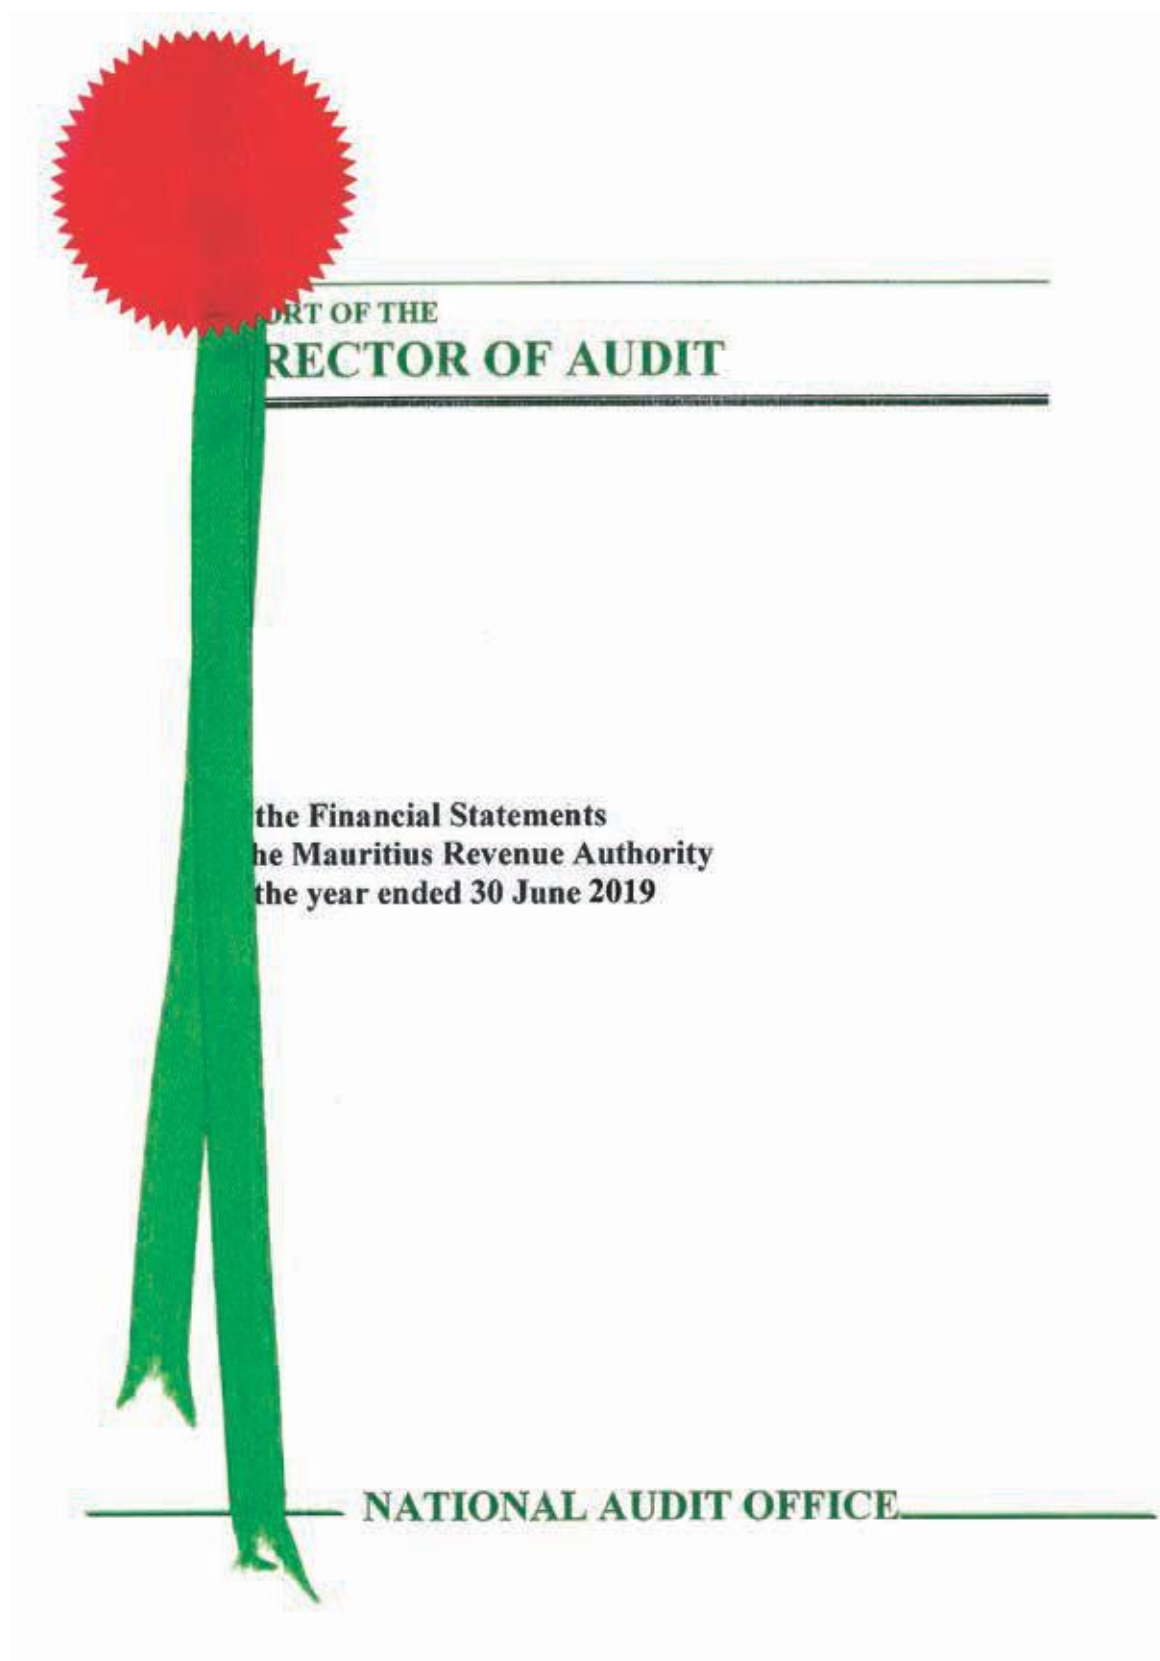 ORT OF THE
RECTOR OF AUDIT
the Financial Statements
he Mauritius Revenue Authority
the year ended 30 June 2019
NATIONAL AUDIT OFFICE